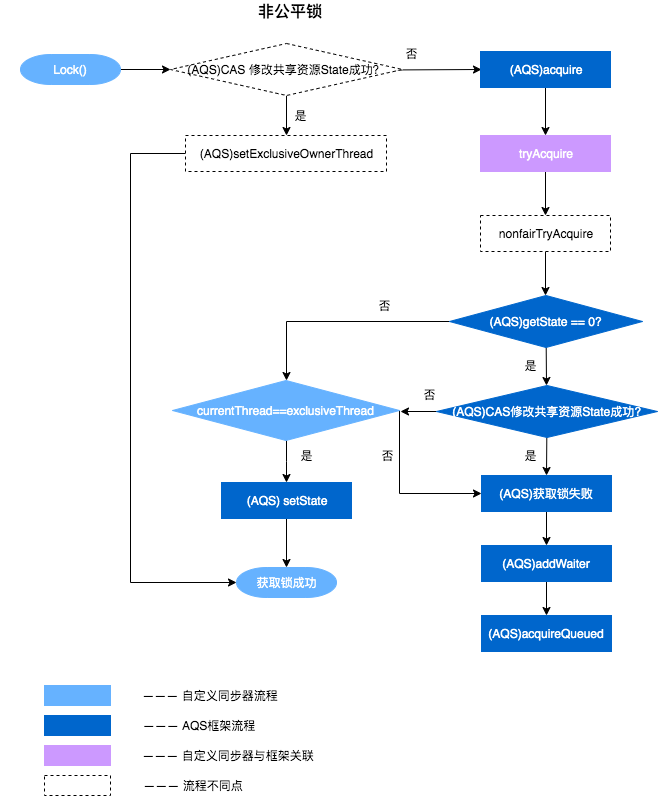 非公平锁
Lock()
(AQS)CAS 修改共享资源State成功?
否
(AQS)acquire
是
(AQS)setExclusiveOwnerThread
tryAcquire
nonfairTryAcquire
否
(AQS)getState == 0?
是
currentThread==exclusiveThread
否
(AQS)CAS修改共享资源State成功?
是
否
是
(AQS) setState
(AQS)获取锁失败
(AQS)addWaiter
获取锁成功
(AQS)acquireQueued
——— 自定义同步器流程
——— AQS框架流程
——— 自定义同步器与框架关联
——— 流程不同点